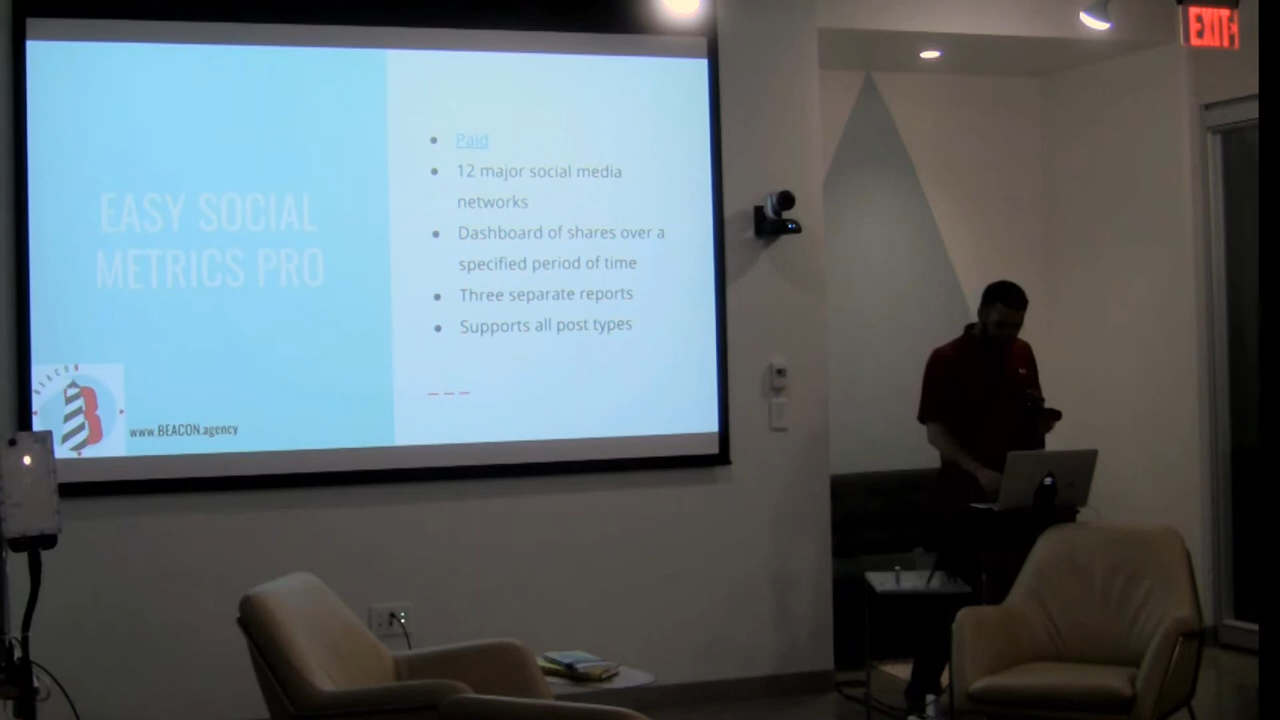 EASY SOCIAL
METRICS PRO
Paid
12 major social media
networks
Dashboard of shares over a
specified period of time
Three separate reports
Supports all post types
BEACON
B
www.BEACON.agency
EXIT